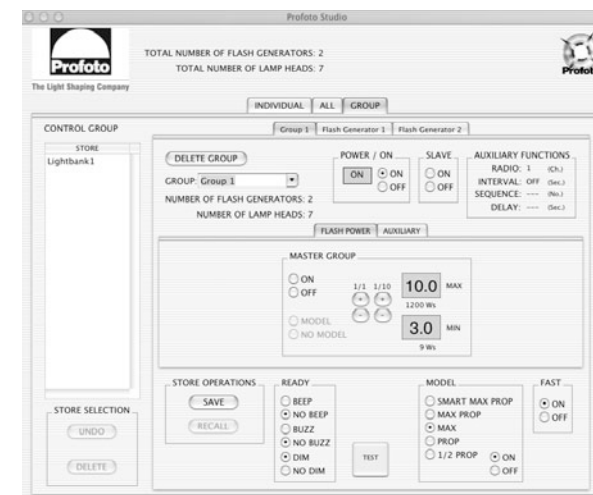 Profoto Studio
Profoto
The Light Shaping Company
TOTAL NUMBER OF FLASH GENERATORS: 2
TOTAL NUMBER OF LAMP HEADS: 7
Profoto
INDIVIDUAL ALL GROUP
CONTROL GROUP
STORE
Lightbank1
STORE SELECTION
UNDO
DELETE
Group 1 Flash Generator 1 Flash Generator 2
DELETE GROUP
GROUP: Group 1
NUMBER OF FLASH GENERATORS: 2
NUMBER OF LAMP HEADS: 7
POWER / ON
ON
ON
OFF
SLAVE
ON
OFF
AUXILIARY FUNCTIONS
RADIO: 1 (Ch.)
INTERVAL: OFF (Sec.)
SEQUENCE: --- (No.)
DELAY: --- (Sec.)
FLASH POWER AUXILIARY
MASTER GROUP
ON
OFF
MODEL
NO MODEL
1/1 1/10
+ +
- -
10.0 MAX
1200 Ws
3.0 MIN
9 Ws
STORE OPERATIONS
SAVE
RECALL
READY
BEEP
NO BEEP
BUZZ
NO BUZZ
DIM
NO DIM
TEST
MODEL
SMART MAX PROP
MAX PROP
MAX
PROP
1/2 PROP
ON
OFF
FAST
ON
OFF